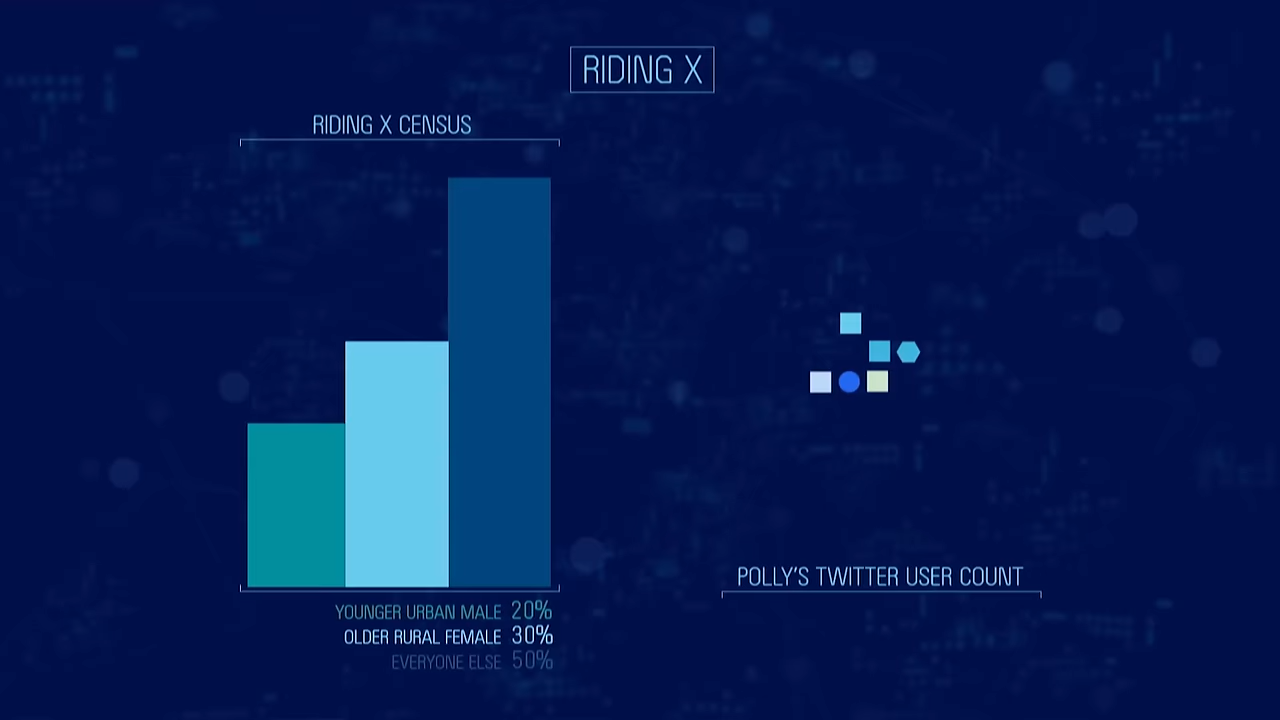 RIDING X
RIDING X CENSUS
YOUNGER URBAN MALE 20%
OLDER RURAL FEMALE 30%
EVERYONE ELSE 50%
POLLY'S TWITTER USER COUNT